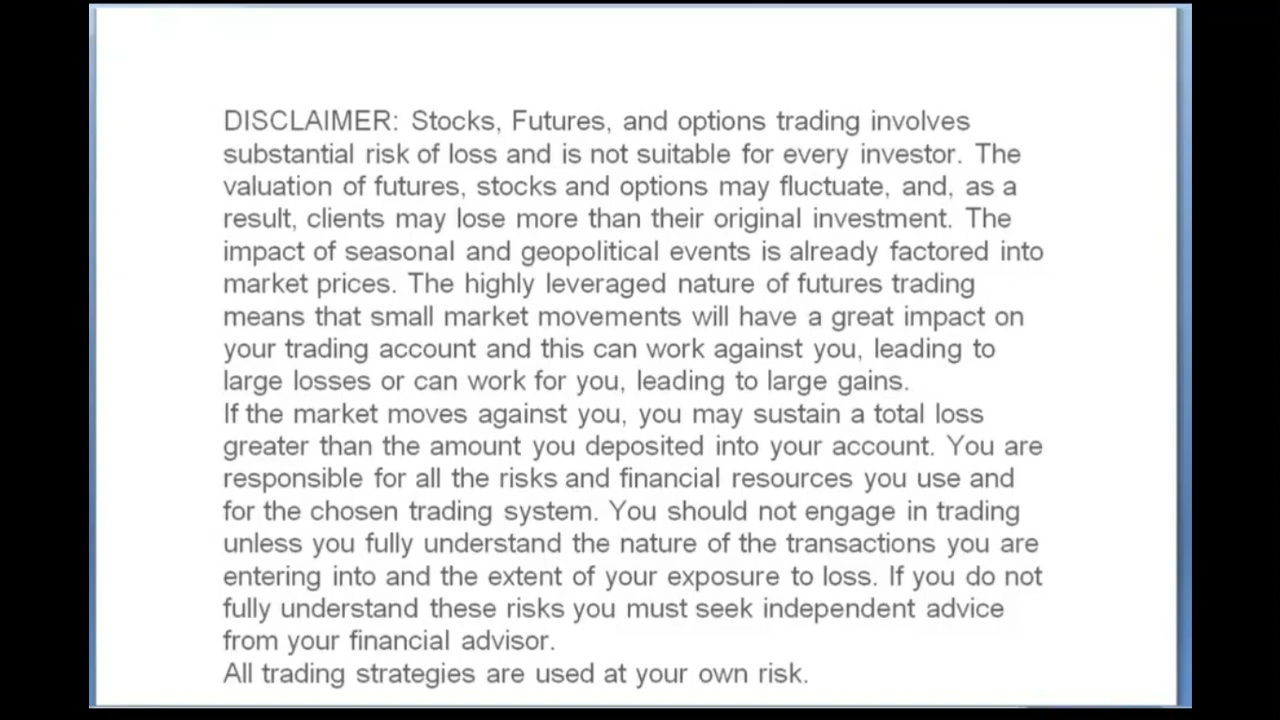 DISCLAIMER: Stocks, Futures, and options trading involves
substantial risk of loss and is not suitable for every investor. The
valuation of futures, stocks and options may fluctuate, and, as a
result, clients may lose more than their original investment. The
impact of seasonal and geopolitical events is already factored into
market prices. The highly leveraged nature of futures trading
means that small market movements will have a great impact on
your trading account and this can work against you, leading to
large losses or can work for you, leading to large gains.
If the market moves against you, you may sustain a total loss
greater than the amount you deposited into your account. You are
responsible for all the risks and financial resources you use and
for the chosen trading system. You should not engage in trading
unless you fully understand the nature of the transactions you are
entering into and the extent of your exposure to loss. If you do not
fully understand these risks you must seek independent advice
from your financial advisor.
All trading strategies are used at your own risk.